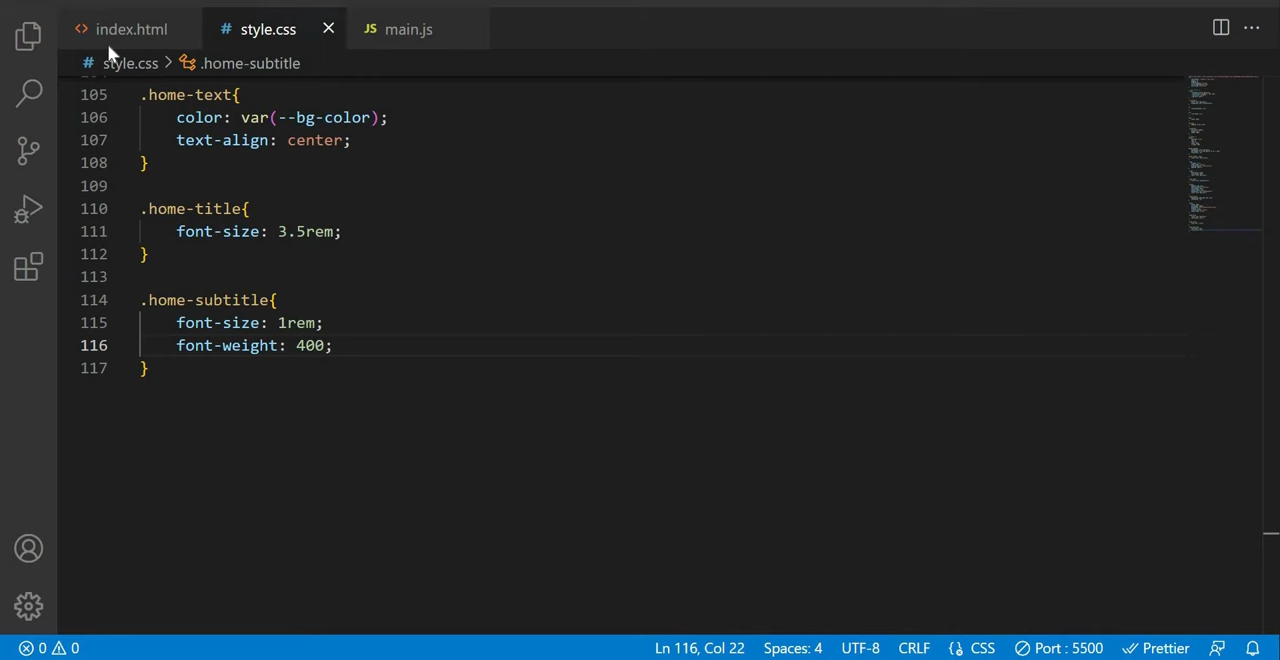 <> index.html # style.css × JS main.js ···
# style.css > .home-subtitle
105 .home-text{
106 color: var(--bg-color);
107 text-align: center;
108 }
109
110 .home-title{
111 font-size: 3.5rem;
112 }
113
114 .home-subtitle{
115 font-size: 1rem;
116 font-weight: 400;
117 }
0 0 Ln 116, Col 22 Spaces: 4 UTF-8 CRLF {} CSS Port : 5500 Prettier